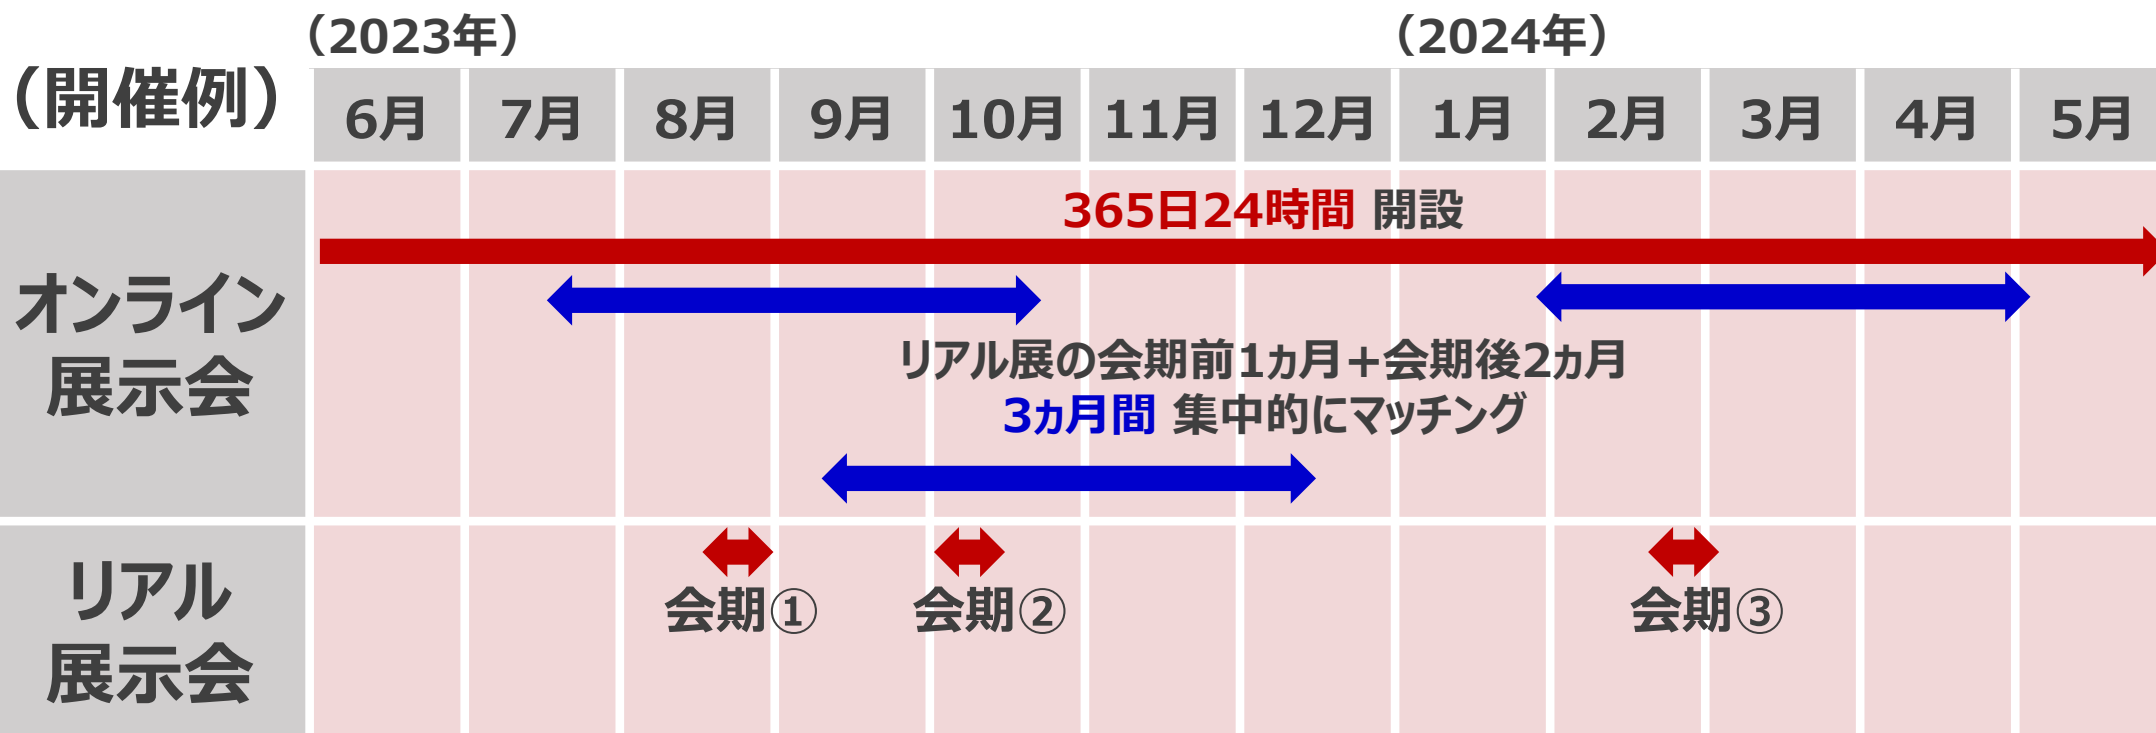 （2023年）
（2024年）
（開催例）
6月
7月
8月
9月
10月
11月
12月
1月
2月
3月
4月
5月
オンライン
展示会
365日24時間 開設
リアル展の会期前1ヵ月+会期後2ヵ月
3ヵ月間 集中的にマッチング
リアル
展示会
会期①
会期②
会期③